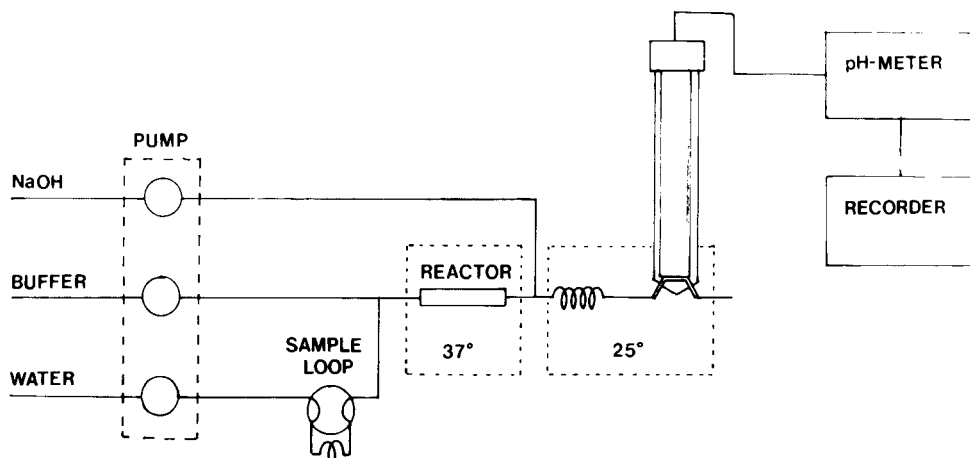 PUMP
NaOH
BUFFER
WATER
SAMPLE
LOOP
REACTOR
37°
25°
pH-METER
RECORDER